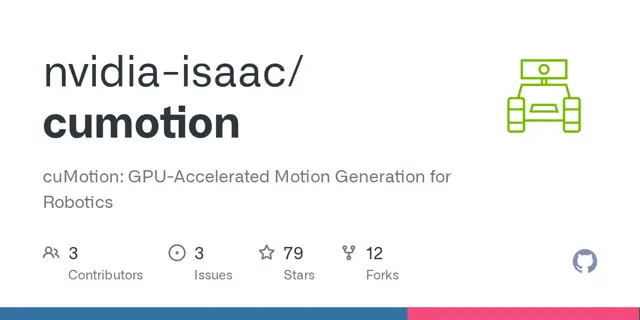 nvidia-isaac/
cumotion
cuMotion: GPU-Accelerated Motion Generation for
Robotics
3
Contributors
3
Issues
79
Stars
12
Forks